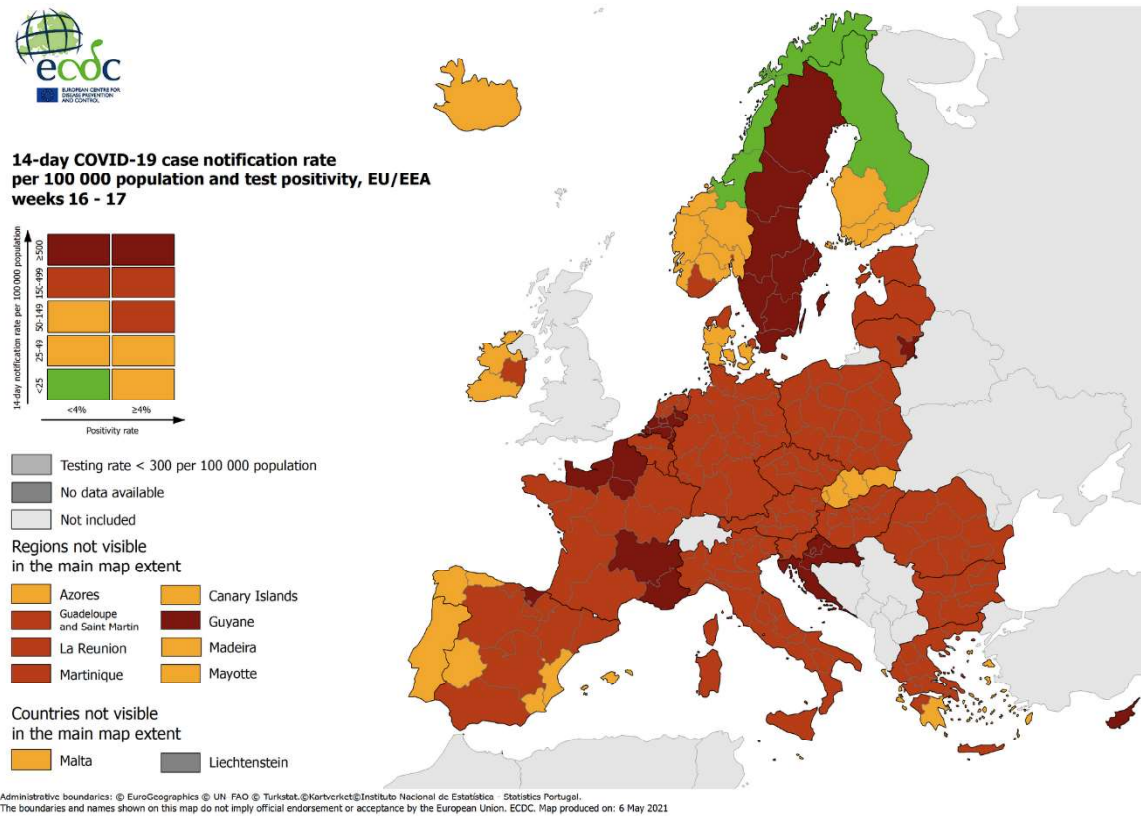 ecdc
EUROPEAN CENTRE FOR
DISEASE PREVENTION
AND CONTROL
14-day COVID-19 case notification rate
per 100 000 population and test positivity, EU/EEA
weeks 16 - 17
14-day notification rate per 100 000 population
≥500
150-499
50-149
25-49
<25
<4%
≥4%
Positivity rate
Testing rate < 300 per 100 000 population
No data available
Not included
Regions not visible
in the main map extent
Azores
Canary Islands
Guadeloupe
and Saint Martin
Guyane
La Reunion
Madeira
Martinique
Mayotte
Countries not visible
in the main map extent
Malta
Liechtenstein
Administrative boundaries: © EuroGeographics © UN FAO © Turkstat.©Kartverket©Instituto Nacional de Estatística - Statistics Portugal.
The boundaries and names shown on this map do not imply official endorsement or acceptance by the European Union. ECDC. Map produced on: 6 May 2021